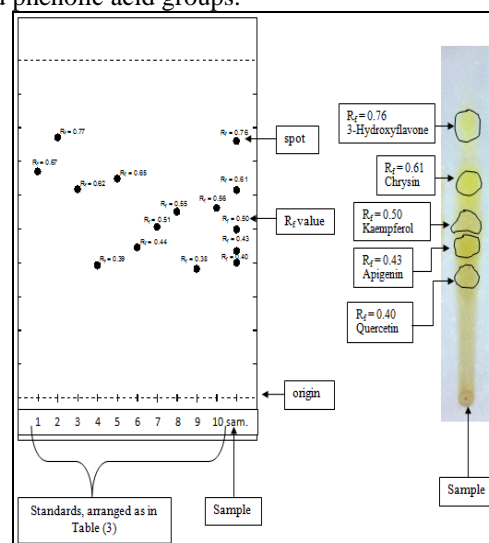 d phenolic acid groups.
Rf = 0.77
Rf = 0.67
Rf = 0.62
Rf = 0.65
Rf = 0.39
Rf = 0.44
Rf = 0.51
Rf = 0.55
Rf = 0.38
Rf = 0.56
Rf = 0.76
Rf = 0.61
Rf = 0.50
Rf = 0.43
Rf = 0.40
spot
Rf value
origin
1 2 3 4 5 6 7 8 9 10 sam.
Standards, arranged as in
Table (3)
Sample
Rf = 0.76
3-Hydroxyflavone
Rf = 0.61
Chrysin
Rf = 0.50
Kaempferol
Rf = 0.43
Apigenin
Rf = 0.40
Quercetin
Sample